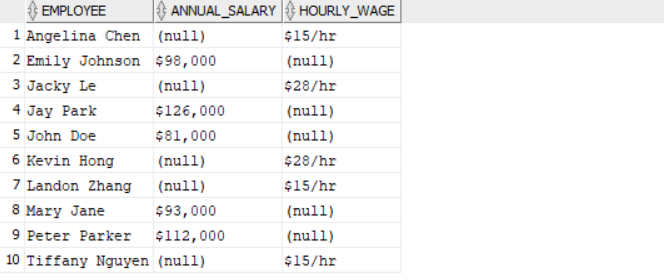 EMPLOYEE ANNUAL_SALARY HOURLY_WAGE
1 Angelina Chen (null) $15/hr
2 Emily Johnson $98,000 (null)
3 Jacky Le (null) $28/hr
4 Jay Park $126,000 (null)
5 John Doe $81,000 (null)
6 Kevin Hong (null) $28/hr
7 Landon Zhang (null) $15/hr
8 Mary Jane $93,000 (null)
9 Peter Parker $112,000 (null)
10 Tiffany Nguyen (null) $15/hr